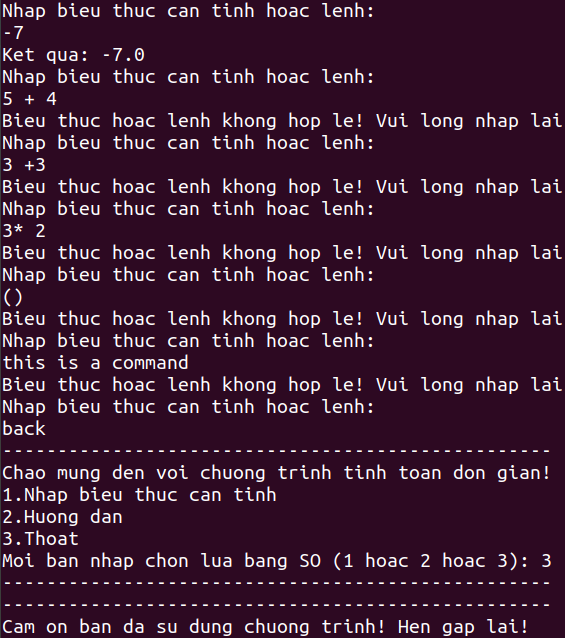 Nhap bieu thuc can tinh hoac lenh:
-7
Ket qua: -7.0
Nhap bieu thuc can tinh hoac lenh:
5 + 4
Bieu thuc hoac lenh khong hop le! Vui long nhap lai
Nhap bieu thuc can tinh hoac lenh:
3 +3
Bieu thuc hoac lenh khong hop le! Vui long nhap lai
Nhap bieu thuc can tinh hoac lenh:
3* 2
Bieu thuc hoac lenh khong hop le! Vui long nhap lai
Nhap bieu thuc can tinh hoac lenh:
()
Bieu thuc hoac lenh khong hop le! Vui long nhap lai
Nhap bieu thuc can tinh hoac lenh:
this is a command
Bieu thuc hoac lenh khong hop le! Vui long nhap lai
Nhap bieu thuc can tinh hoac lenh:
back
--------------------------------------------------
Chao mung den voi chuong trinh tinh toan don gian!
1.Nhap bieu thuc can tinh
2.Huong dan
3.Thoat
Moi ban nhap chon lua bang SO (1 hoac 2 hoac 3): 3
--------------------------------------------------
--------------------------------------------------
Cam on ban da su dung chuong trinh! Hen gap lai!